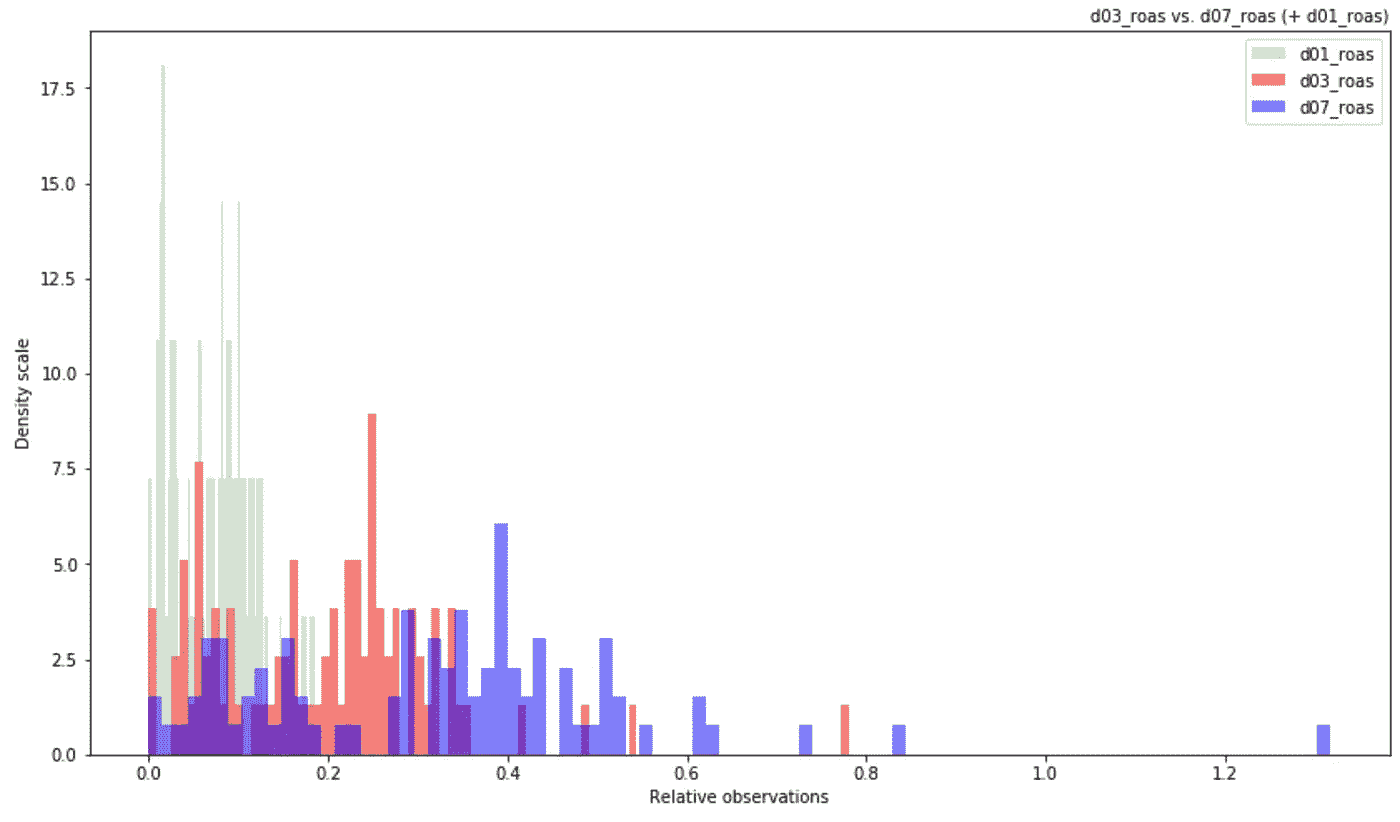 d03_roas vs. d07_roas (+ d01_roas)
d01_roas
d03_roas
d07_roas
17.5
15.0
12.5
10.0
7.5
5.0
2.5
0.0
Density scale
0.0 0.2 0.4 0.6 0.8 1.0 1.2
Relative observations